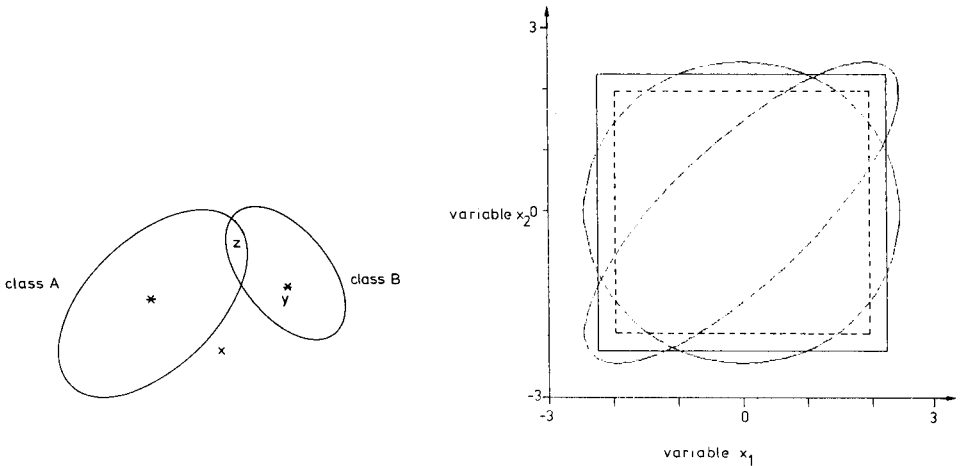 class A
*
z
*
y
class B
x
3
variable x2 0
-3
-3 0 3
variable x1